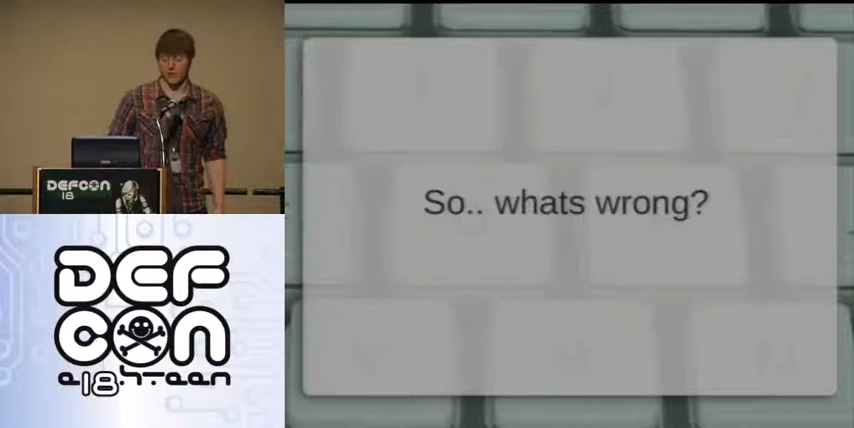 DEFCON
18
So.. whats wrong?
DEF
CON
e18hteen